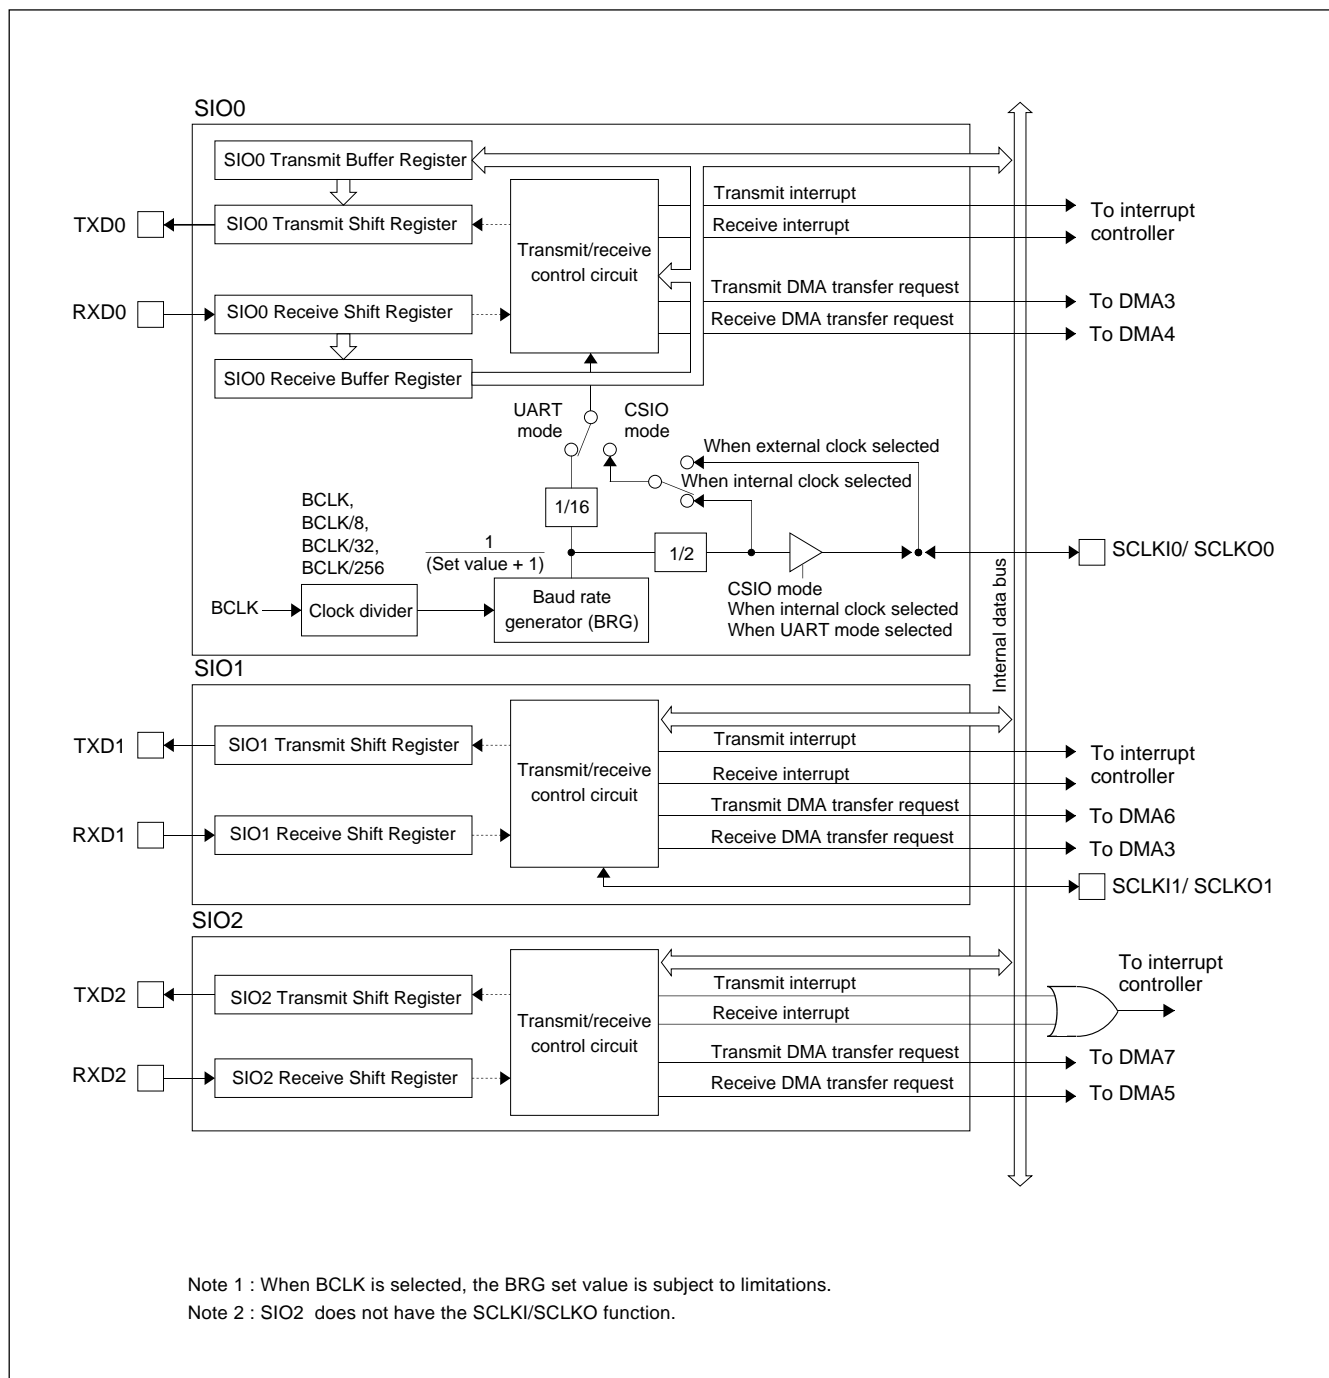 SIO0
SIO0 Transmit Buffer Register
TXD0
SIO0 Transmit Shift Register
Transmit/receive
control circuit
Transmit interrupt
Receive interrupt
To interrupt
controller
RXD0
SIO0 Receive Shift Register
Transmit DMA transfer request
To DMA3
Receive DMA transfer request
To DMA4
SIO0 Receive Buffer Register
UART
mode
CSIO
mode
When external clock selected
When internal clock selected
1/16
BCLK,
BCLK/8,
BCLK/32,
BCLK/256
1
(Set value + 1)
1/2
SCLKI0/ SCLKO0
BCLK
Clock divider
Baud rate
generator (BRG)
CSIO mode
When internal clock selected
When UART mode selected
Internal data bus
SIO1
TXD1
SIO1 Transmit Shift Register
Transmit/receive
control circuit
Transmit interrupt
Receive interrupt
To interrupt
controller
RXD1
SIO1 Receive Shift Register
Transmit DMA transfer request
To DMA6
Receive DMA transfer request
To DMA3
SCLKI1/ SCLKO1
SIO2
TXD2
SIO2 Transmit Shift Register
Transmit/receive
control circuit
Transmit interrupt
Receive interrupt
To interrupt
controller
RXD2
SIO2 Receive Shift Register
Transmit DMA transfer request
To DMA7
Receive DMA transfer request
To DMA5
Note 1 : When BCLK is selected, the BRG set value is subject to limitations.
Note 2 : SIO2 does not have the SCLKI/SCLKO function.